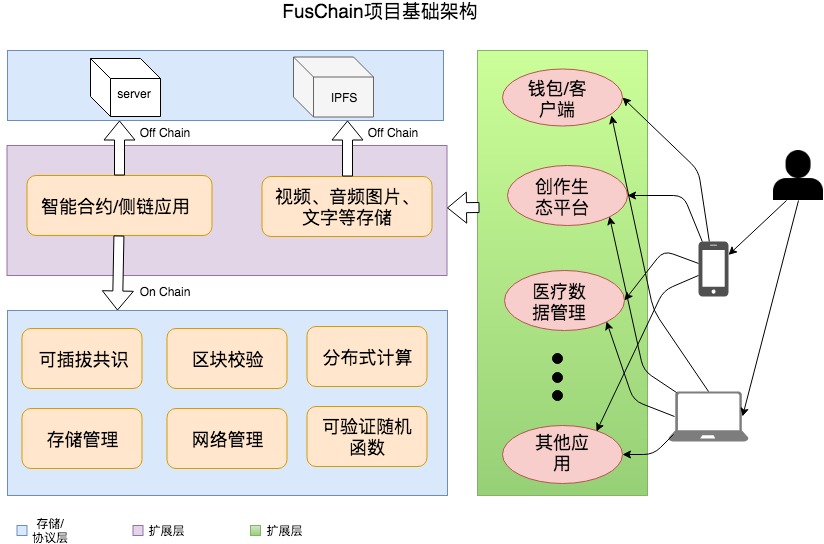 FusChain项目基础架构
server
IPFS
Off Chain
Off Chain
智能合约/侧链应用
视频、音频图片、
文字等存储
On Chain
可插拔共识
区块校验
分布式计算
存储管理
网络管理
可验证随机
函数
钱包/客
户端
创作生
态平台
医疗数
据管理
其他应
用
存储/
协议层
扩展层
扩展层